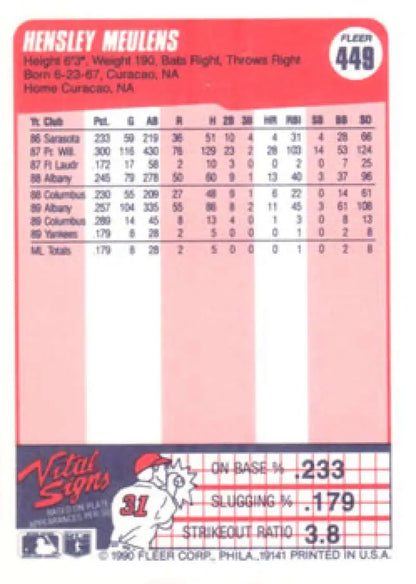 HENSLEY MEULENS
FLEER
449
Height 6'3", Weight 190, Bats Right, Throws Right
Born 6-23-67, Curacao, NA
Home Curacao, NA
Yr. Club Pct. G AB R H 2B 3B HR RBI SB BB SO
86 Sarasota .233 59 219 36 51 10 4 4 31 4 28 66
87 Pr. Will. .300 116 430 76 129 23 2 28 103 14 53 124
87 Ft Laudr .172 17 58 2 10 3 0 0 2 0 7 25
88 Albany .245 79 278 50 60 9 1 13 40 3 37 96
88 Columbus .230 55 209 27 48 9 1 6 22 0 14 61
89 Albany .257 104 335 55 86 8 2 11 45 3 61 108
89 Columbus .289 14 45 8 13 4 0 1 3 0 8 13
89 Yankees .179 8 28 2 5 0 0 0 1 0 2 8
ML Totals .179 8 28 2 5 0 0 0 1 0 2 8
Vital
Signs
BASED ON PLATE
APPEARANCES PER
31
ON BASE % .233
SLUGGING % .179
STRIKEOUT RATIO 3.8
© 1990 FLEER CORP., PHILA., 19141 PRINTED IN U.S.A.